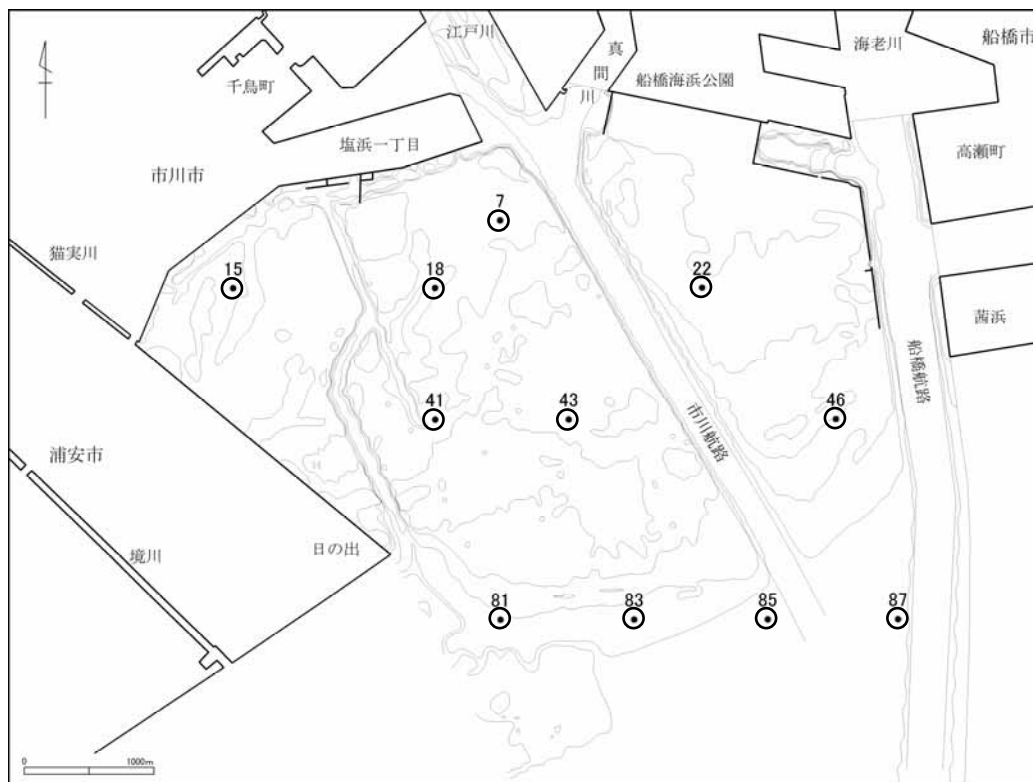 江戸川
真間川
海老川
船橋市
千鳥町
船橋海浜公園
塩浜一丁目
高瀬町
市川市
7
猫実川
15
18
22
茜浜
船橋航路
41
43
46
市川航路
浦安市
日の出
境川
81
83
85
87
0
1000m